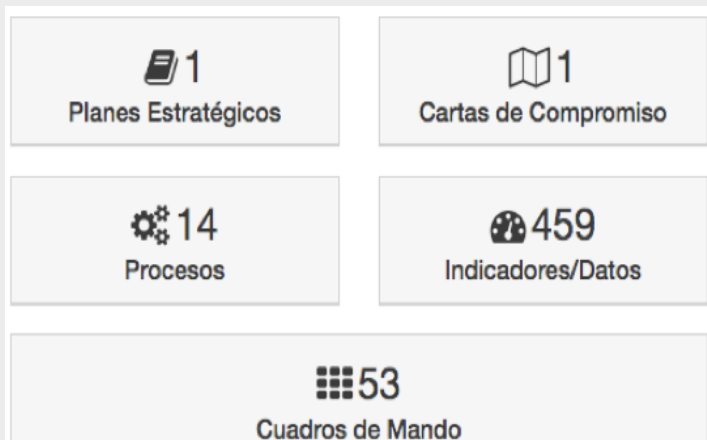 1
Planes Estratégicos
1
Cartas de Compromiso
14
Procesos
459
Indicadores/Datos
53
Cuadros de Mando